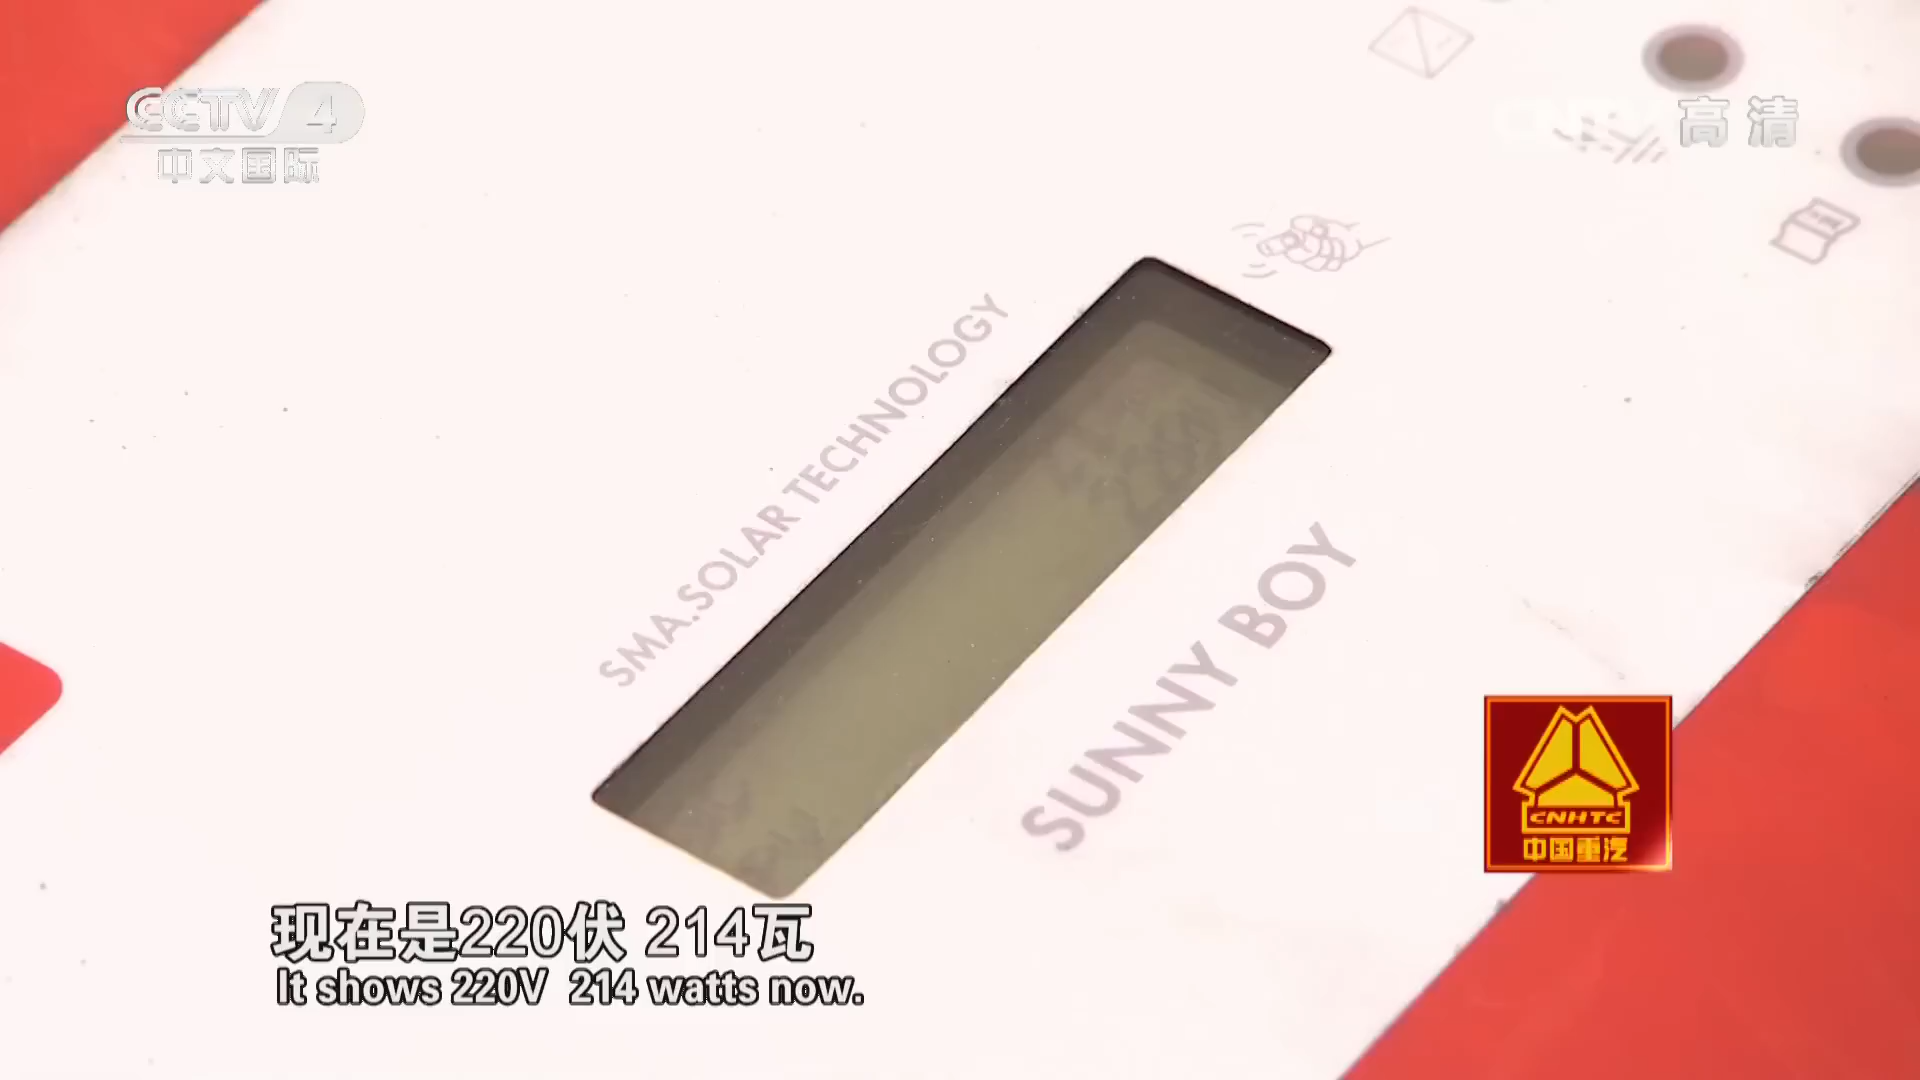 CCTV 4
中文国际
高清
SMA.SOLAR TECHNOLOGY
SUNNY BOY
CNHTC
中国重汽
现在是220伏 214瓦
It shows 220V 214 watts now.